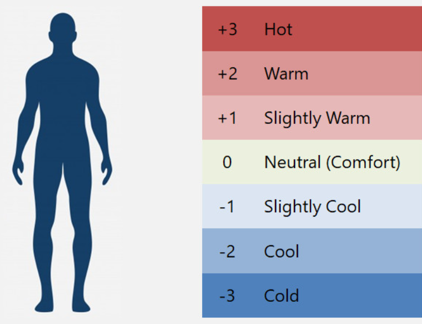 +3 Hot
+2 Warm
+1 Slightly Warm
0 Neutral (Comfort)
-1 Slightly Cool
-2 Cool
-3 Cold